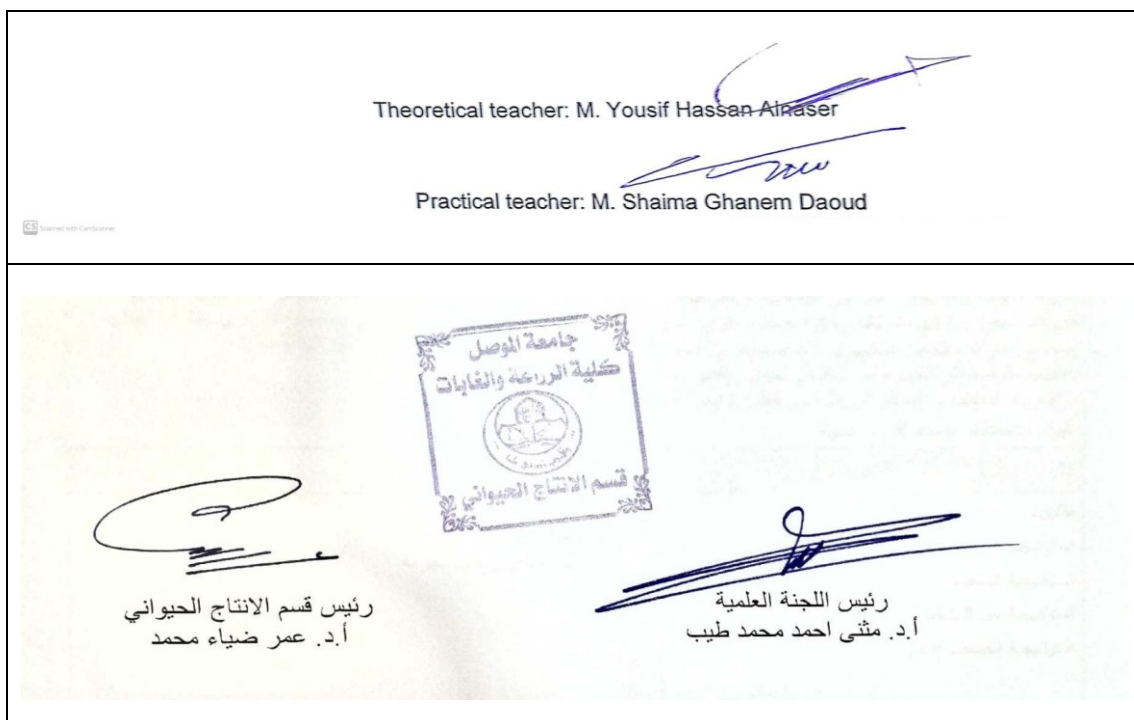 Theoretical teacher: M. Yousif Hassan Alnaser
Practical teacher: M. Shaima Ghanem Daoud
CS Scanned with CamScanner
جامعة الموصل
كلية الزراعة والغابات
قسم الانتاج الحيواني
رئيس اللجنة العلمية
أ.د. مثنى احمد محمد طيب
رئيس قسم الانتاج الحيواني
أ.د. عمر ضياء محمد